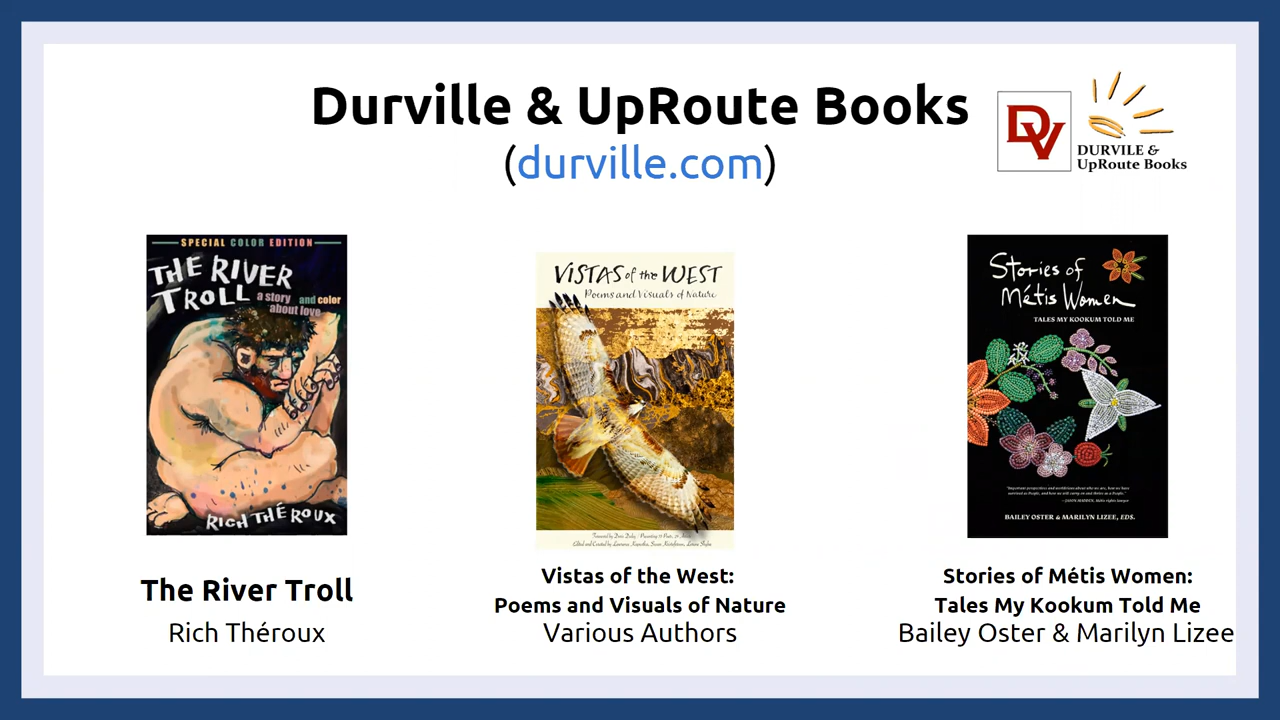 Durville & UpRoute Books
(durville.com)
DV
DURVILE &
UpRoute Books
SPECIAL COLOR EDITION
THE RIVER
TROLL
a story and color
about love
RICH THÉROUX
The River Troll
Rich Théroux
VISTAS of the WEST
Poems and Visuals of Nature
Vistas of the West:
Poems and Visuals of Nature
Various Authors
Stories of
Métis Women
TALES MY KOOKUM TOLD ME
BAILEY OSTER & MARILYN LIZEE, EDS.
Stories of Métis Women:
Tales My Kookum Told Me
Bailey Oster & Marilyn Lizee